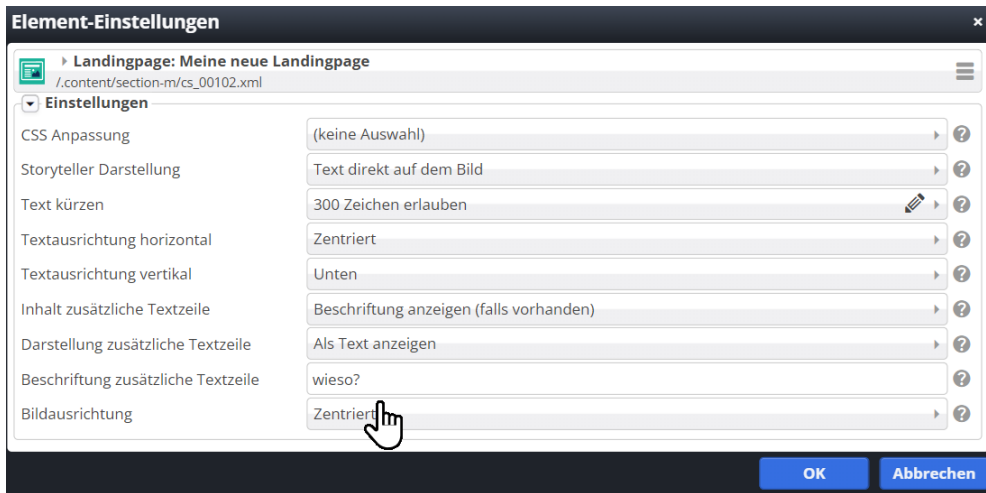 Element-Einstellungen
Landingpage: Meine neue Landingpage
/.content/section-m/cs_00102.xml
Einstellungen
CSS Anpassung (keine Auswahl)
Storyteller Darstellung Text direkt auf dem Bild
Text kürzen 300 Zeichen erlauben
Textausrichtung horizontal Zentriert
Textausrichtung vertikal Unten
Inhalt zusätzliche Textzeile Beschriftung anzeigen (falls vorhanden)
Darstellung zusätzliche Textzeile Als Text anzeigen
Beschriftung zusätzliche Textzeile wieso?
Bildausrichtung Zentriert
OK Abbrechen